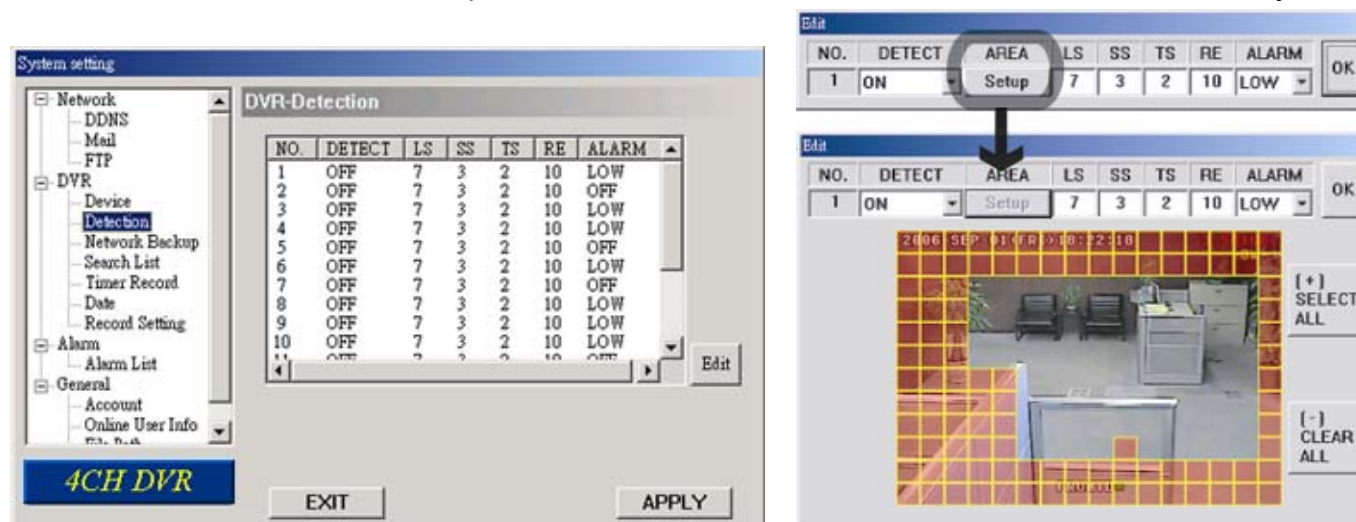 System setting
Network
DDNS
Mail
FTP
DVR
Device
Detection
Network Backup
Search List
Timer Record
Date
Record Setting
Alarm
Alarm List
General
Account
Online User Info
4CH DVR
DVR-Detection
NO. DETECT LS SS TS RE ALARM
1 OFF 7 3 2 10 LOW
2 OFF 7 3 2 10 OFF
3 OFF 7 3 2 10 LOW
4 OFF 7 3 2 10 LOW
5 OFF 7 3 2 10 OFF
6 OFF 7 3 2 10 LOW
7 OFF 7 3 2 10 OFF
8 OFF 7 3 2 10 LOW
9 OFF 7 3 2 10 LOW
10 OFF 7 3 2 10 LOW
Edit
EXIT
APPLY
Edit
NO. DETECT AREA LS SS TS RE ALARM
1 ON Setup 7 3 2 10 LOW
OK
Edit
NO. DETECT AREA LS SS TS RE ALARM
1 ON Setup 7 3 2 10 LOW
OK
2006 SEP 01(FRI)18:22:18
[+]
SELECT
ALL
[-]
CLEAR
ALL